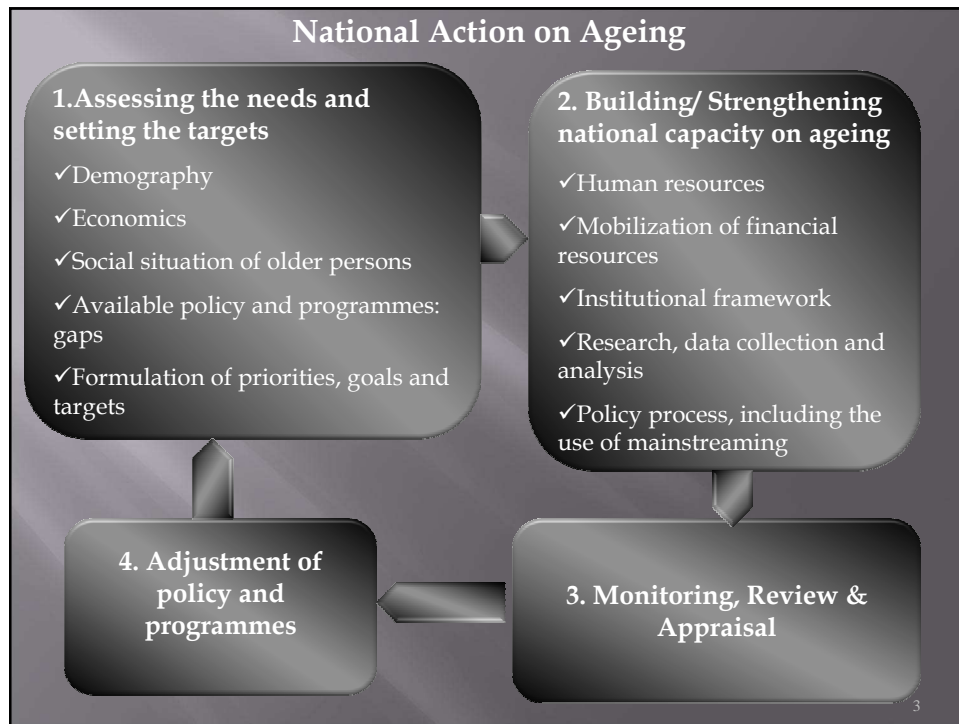 National Action on Ageing
1.Assessing the needs and
setting the targets
✓Demography
✓Economics
✓Social situation of older persons
✓Available policy and programmes:
gaps
✓Formulation of priorities, goals and
targets
2. Building/ Strengthening
national capacity on ageing
✓Human resources
✓Mobilization of financial
resources
✓Institutional framework
✓Research, data collection and
analysis
✓Policy process, including the
use of mainstreaming
3. Monitoring, Review &
Appraisal
4. Adjustment of
policy and
programmes
3